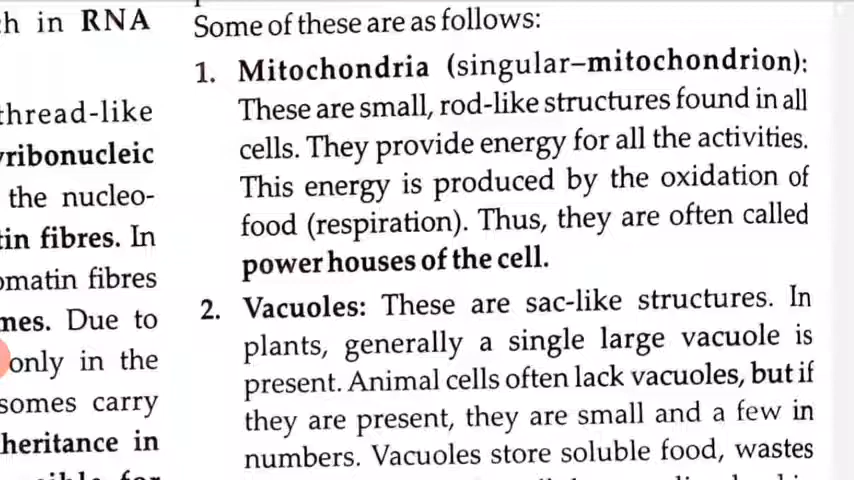 h in RNA
thread-like
ribonucleic
the nucleo-
tin fibres. In
omatin fibres
mes. Due to
only in the
somes carry
heritance in
Some of these are as follows:
1. Mitochondria (singular–mitochondrion):
These are small, rod-like structures found in all
cells. They provide energy for all the activities.
This energy is produced by the oxidation of
food (respiration). Thus, they are often called
power houses of the cell.
2. Vacuoles: These are sac-like structures. In
plants, generally a single large vacuole is
present. Animal cells often lack vacuoles, but if
they are present, they are small and a few in
numbers. Vacuoles store soluble food, wastes